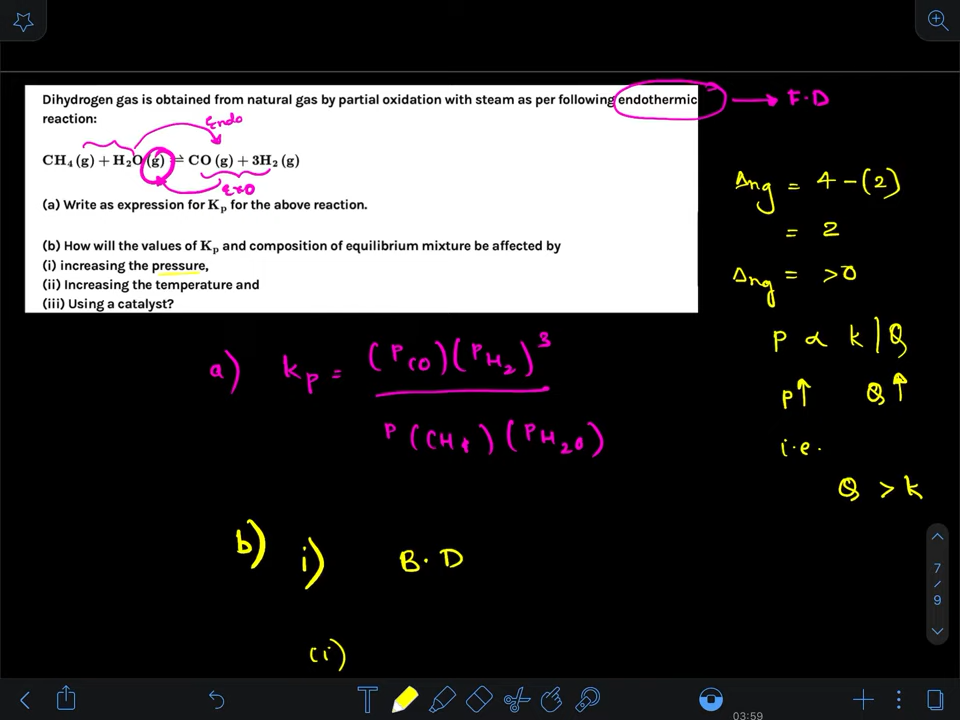 Dihydrogen gas is obtained from natural gas by partial oxidation with steam as per following endothermic
reaction:
→ F.D
Endo
CH₄(g) + H₂O(g) ⇌ CO(g) + 3H₂(g)
Exo
(a) Write as expression for Kₚ for the above reaction.
(b) How will the values of Kₚ and composition of equilibrium mixture be affected by
(i) increasing the pressure,
(ii) Increasing the temperature and
(iii) Using a catalyst?
Δng = 4 - (2)
= 2
Δng = >0
P ∝ K | Q
P↑ Q↑
i.e.
Q > K
a) Kp = (P CO)(P H₂)³
P(CH₄)(P H₂O)
b) i) B.D
(i)
7
/
9
03:59